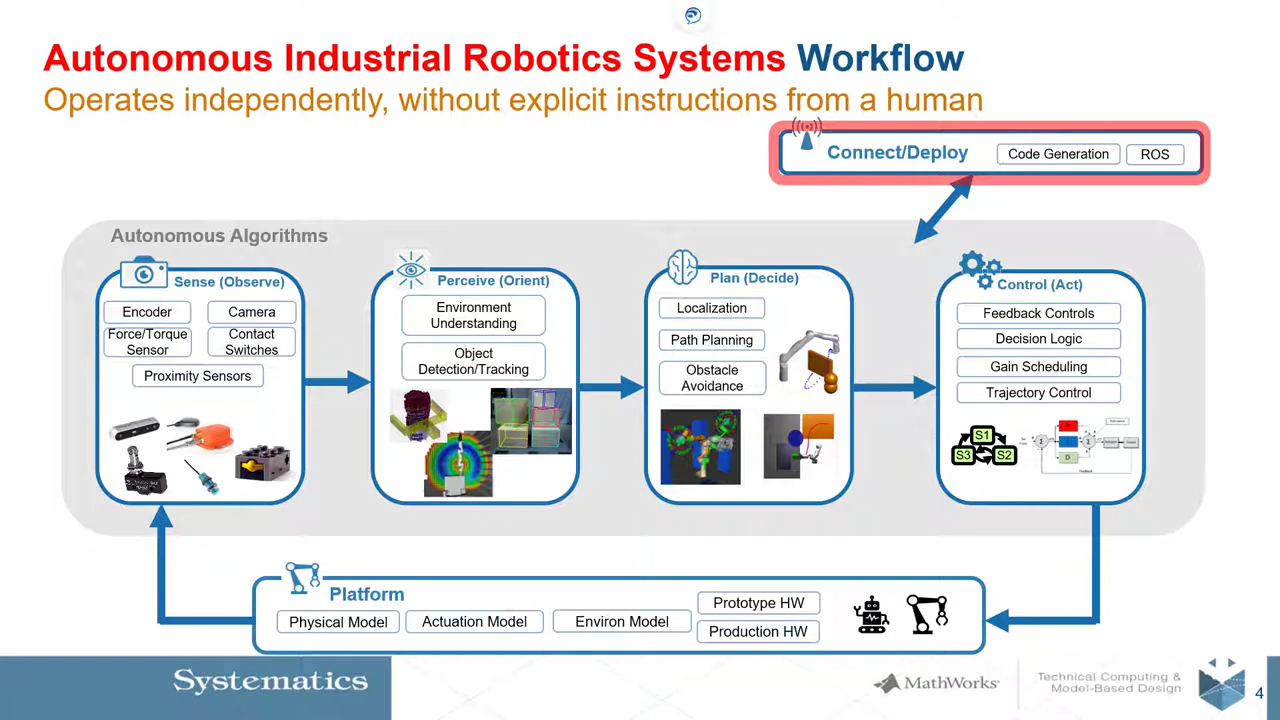 Autonomous Industrial Robotics Systems Workflow
Operates independently, without explicit instructions from a human
Connect/Deploy
Code Generation
ROS
Autonomous Algorithms
Sense (Observe)
Encoder
Camera
Force/Torque
Sensor
Contact
Switches
Proximity Sensors
Perceive (Orient)
Environment
Understanding
Object
Detection/Tracking
Plan (Decide)
Localization
Path Planning
Obstacle
Avoidance
Control (Act)
Feedback Controls
Decision Logic
Gain Scheduling
Trajectory Control
S1
S3
S2
D
Feedback
Platform
Physical Model
Actuation Model
Environ Model
Prototype HW
Production HW
Systematics
MathWorks
Technical Computing &
Model-Based Design
4